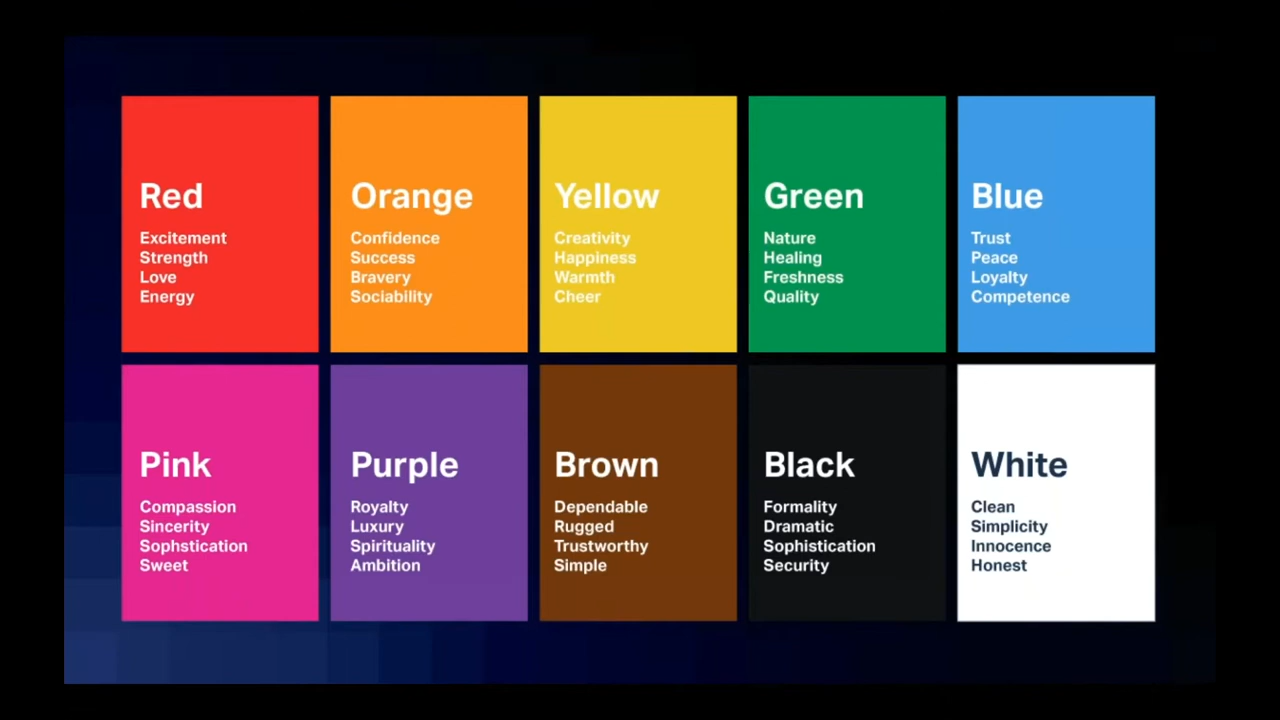 Red
Excitement
Strength
Love
Energy
Orange
Confidence
Success
Bravery
Sociability
Yellow
Creativity
Happiness
Warmth
Cheer
Green
Nature
Healing
Freshness
Quality
Blue
Trust
Peace
Loyalty
Competence
Pink
Compassion
Sincerity
Sophstication
Sweet
Purple
Royalty
Luxury
Spirituality
Ambition
Brown
Dependable
Rugged
Trustworthy
Simple
Black
Formality
Dramatic
Sophistication
Security
White
Clean
Simplicity
Innocence
Honest